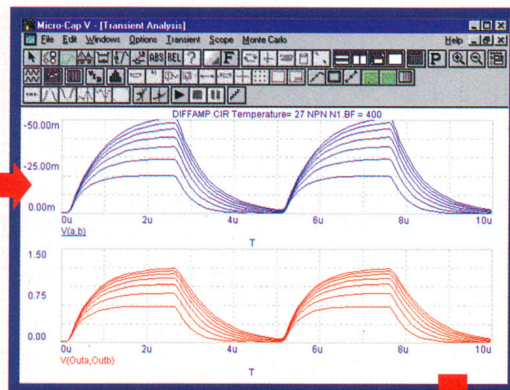 Micro-Cap V - [Transient Analysis]
File Edit Windows Options Transient Scope Monte Carlo Help
ABS REL ? F P
DIFFAMP.CIR Temperature= 27 NPN N1.BF = 400
-50.00m
-25.00m
0.00m
0u 2u 4u 6u 8u 10u
V(a,b)
T
1.50
0.75
0.00
0u 2u 4u 6u 8u 10u
V(Outa,Outb)
T